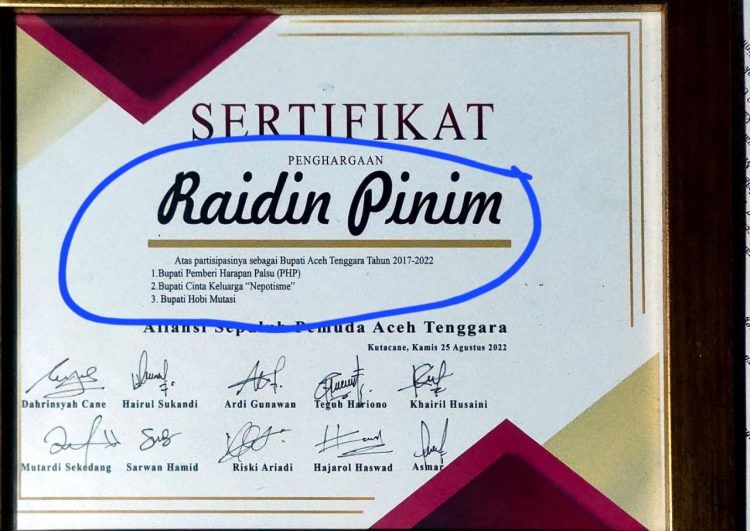 SERTIFIKAT
PENGHARGAAN
Raidin Pinim
Atas partisipasinya sebagai Bupati Aceh Tenggara Tahun 2017-2022
1.Bupati Pemberi Harapan Palsu (PHP)
2.Bupati Cinta Keluarga “Nepotisme”
3. Bupati Hobi Mutasi
Aliansi Sepuluh Pemuda Aceh Tenggara
Kutacane, Kamis 25 Agustus 2022
Dahrinsyah Cane Hairul Sukandi Ardi Gunawan Teguh Hariono Khairil Husaini
Mutardi Sekedang Sarwan Hamid Riski Ariadi Hajarol Haswad Asmar